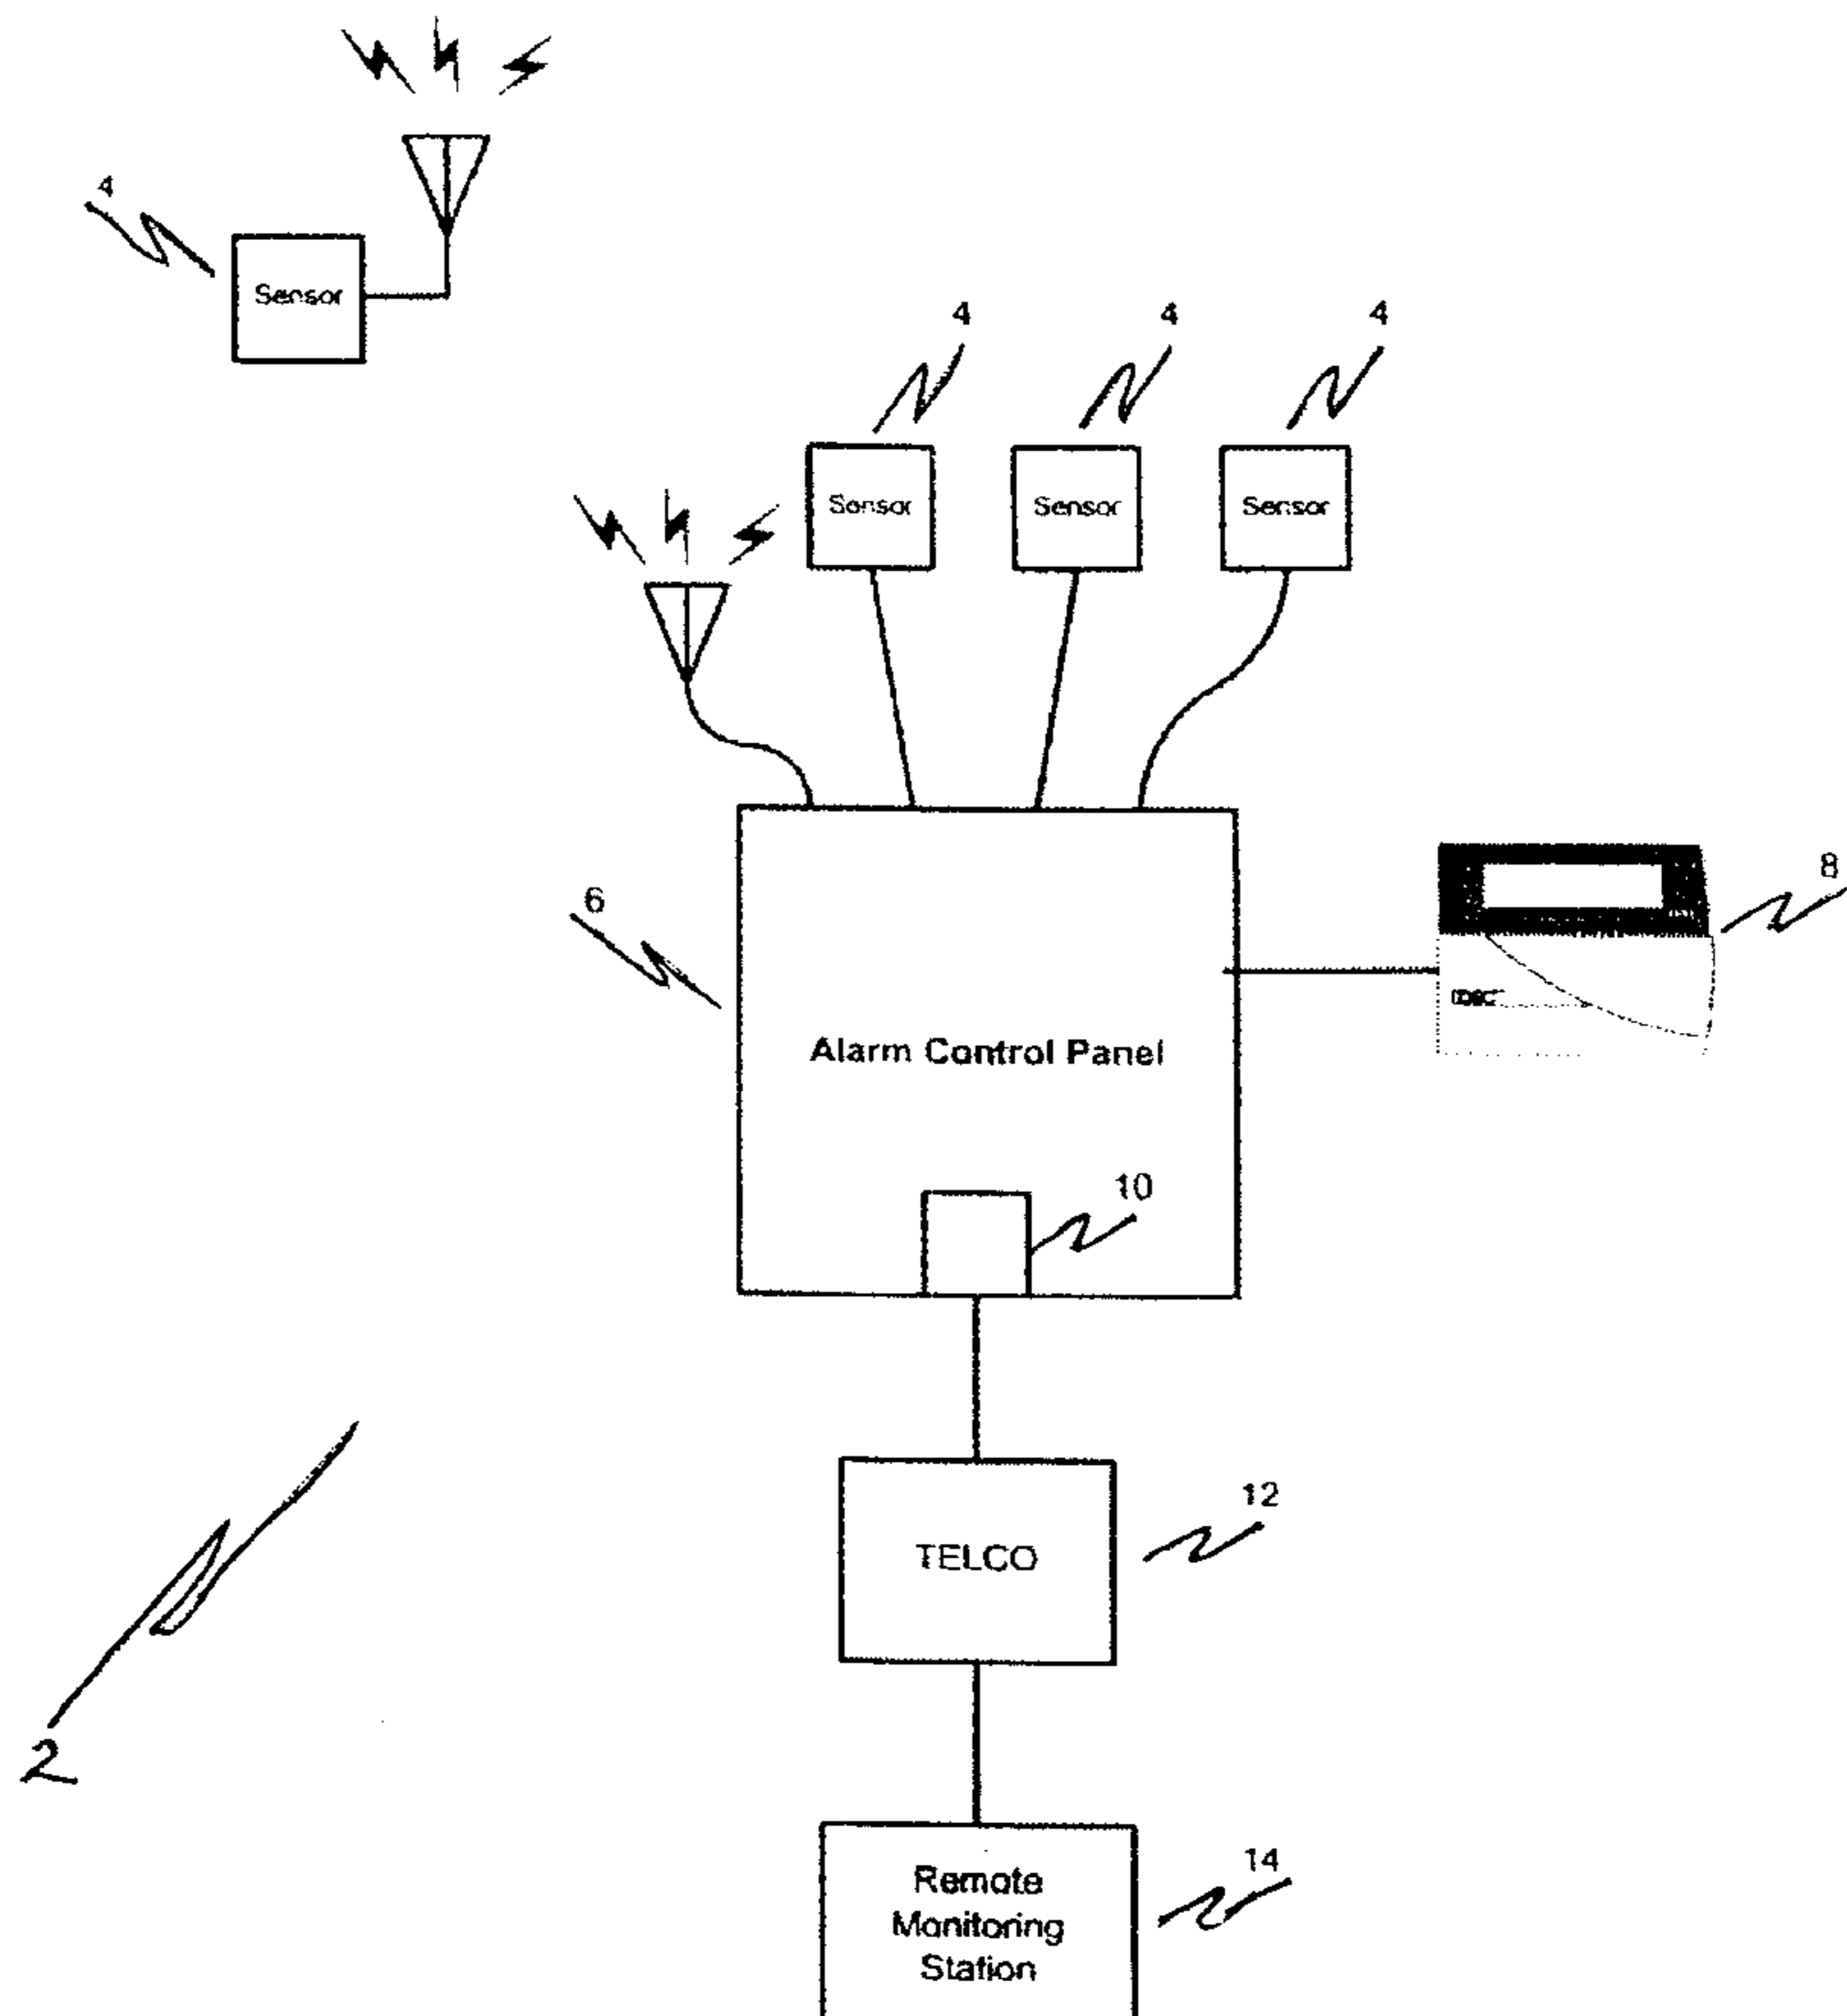 4
Sensor
4
4
4
Sensor
Sensor
Sensor
6
8
Alarm Control Panel
10
12
TELCO
2
14
Remote
Monitoring
Station